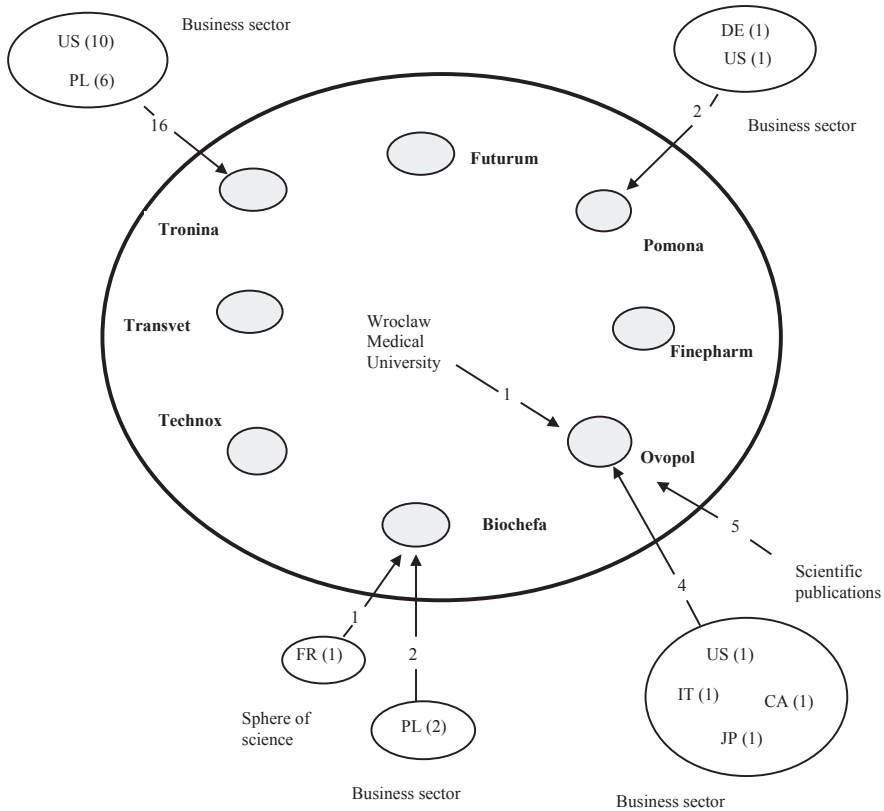 Business sector
US (10)
PL (6)
16
DE (1)
US (1)
2
Business sector
Futurum
Tronina
Pomona
Transvet
Wroclaw
Medical
University
Finepharm
1
Technox
Ovopol
Biochefa
5
Scientific
publications
4
1
2
FR (1)
Sphere of
science
PL (2)
Business sector
US (1)
IT (1)
CA (1)
JP (1)
Business sector